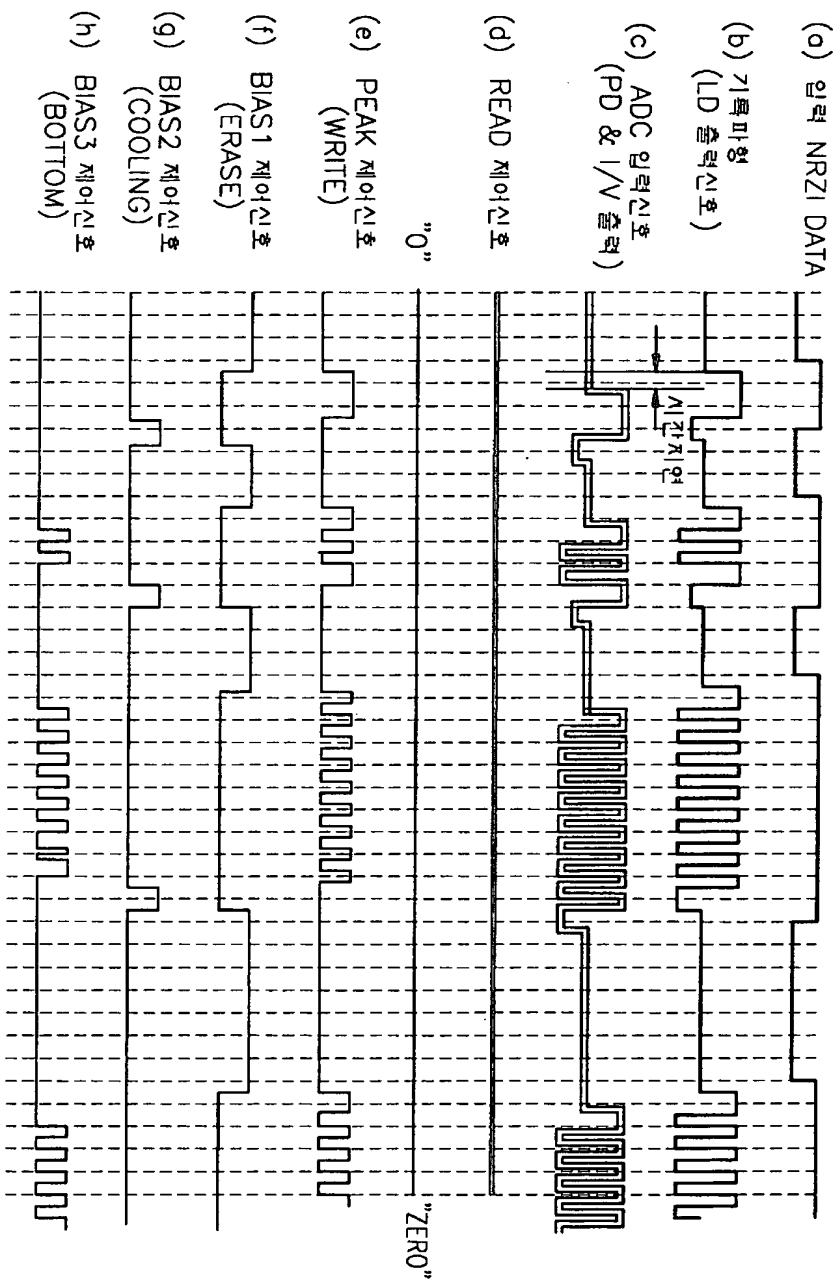 (a) 입력 NRZI DATA
(b) 기록파형
(LD 출력신호)
(c) ADC 입력신호
(PD & I/V 출력)
시간지연
(d) READ 제어신호
"0"
"ZERO"
(e) PEAK 제어신호
(WRITE)
(f) BIAS1 제어신호
(ERASE)
(g) BIAS2 제어신호
(COOLING)
(h) BIAS3 제어신호
(BOTTOM)